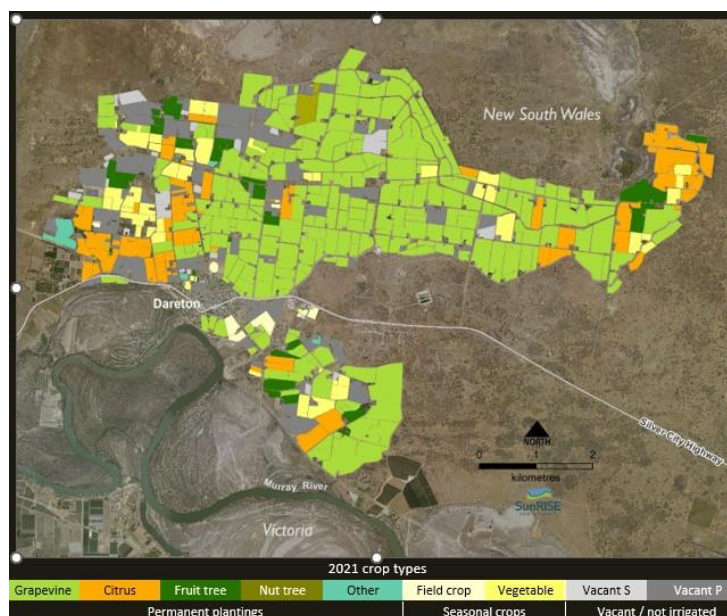 New South Wales
Dareton
Silver City Highway
NORTH
0 1 2
kilometres
SunRISE
Murray River
Victoria
2021 crop types
Grapevine Citrus Fruit tree Nut tree Other Field crop Vegetable Vacant S Vacant P
Permanent plantings Seasonal crops Vacant / not irrigated